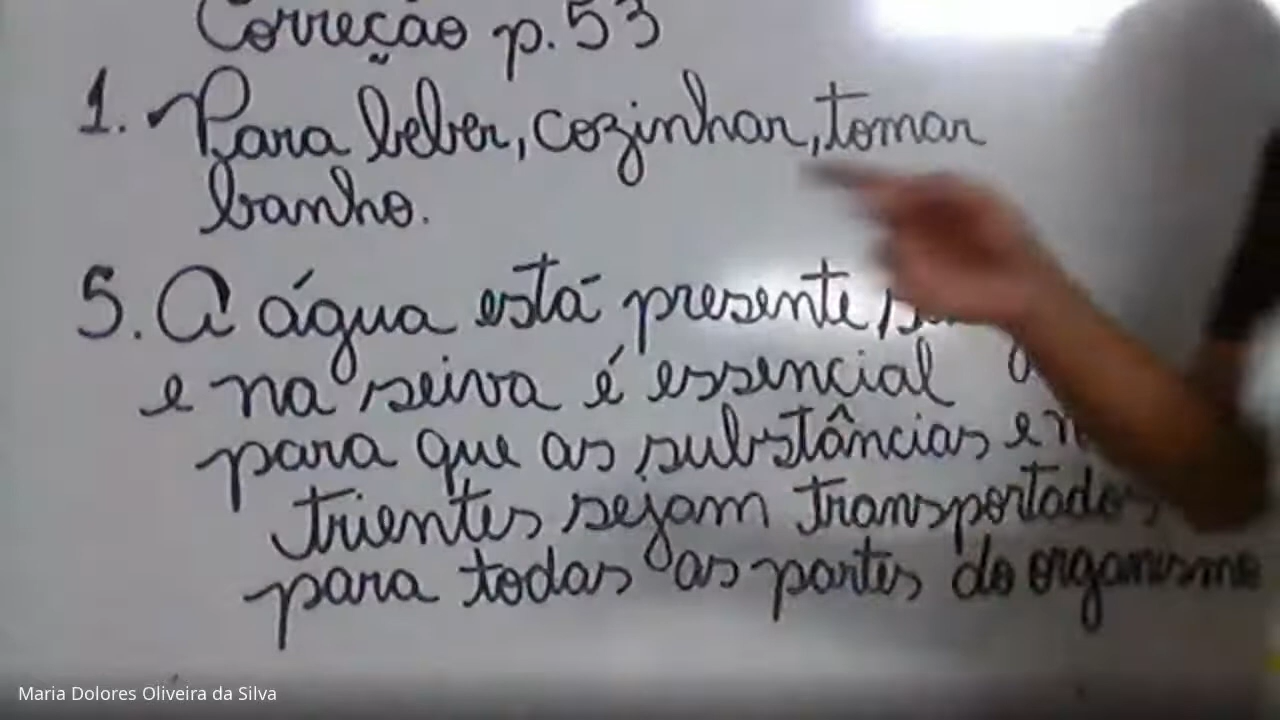 Correção p. 53
1. Para beber, cozinhar, tomar
banho.
5. A água está presente,
e na seiva é essencial
para que as substâncias e
trientes sejam transportados
para todas as partes do organismo
Maria Dolores Oliveira da Silva